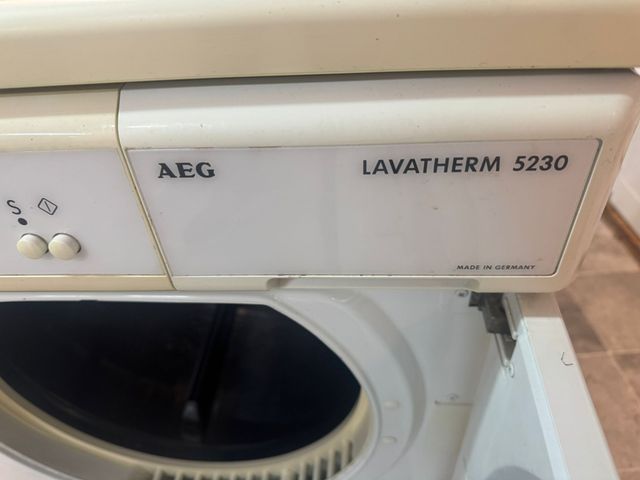 AEG
LAVATHERM 5230
S
MADE IN GERMANY